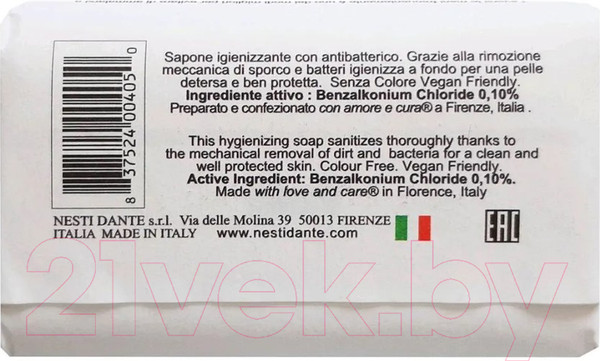 Sapone igienizzante con antibatterico. Grazie alla rimozione
meccanica di sporco e batteri igienizza a fondo per una pelle
detersa e ben protetta. Senza Colore Vegan Friendly.
Ingrediente attivo : Benzalkonium Chloride 0,10%
Preparato e confezionato con amore e cura® a Firenze, Italia .
This hygienizing soap sanitizes thoroughly thanks to
the mechanical removal of dirt and bacteria for a clean and
well protected skin. Colour Free. Vegan Friendly.
Active Ingredient: Benzalkonium Chloride 0,10%.
Made with love and care® in Florence, Italy
8 37524 00405 0
NESTI DANTE s.r.l. Via delle Molina 39 50013 FIRENZE
ITALIA MADE IN ITALY www.nestidante.com
EAC
21vek.by